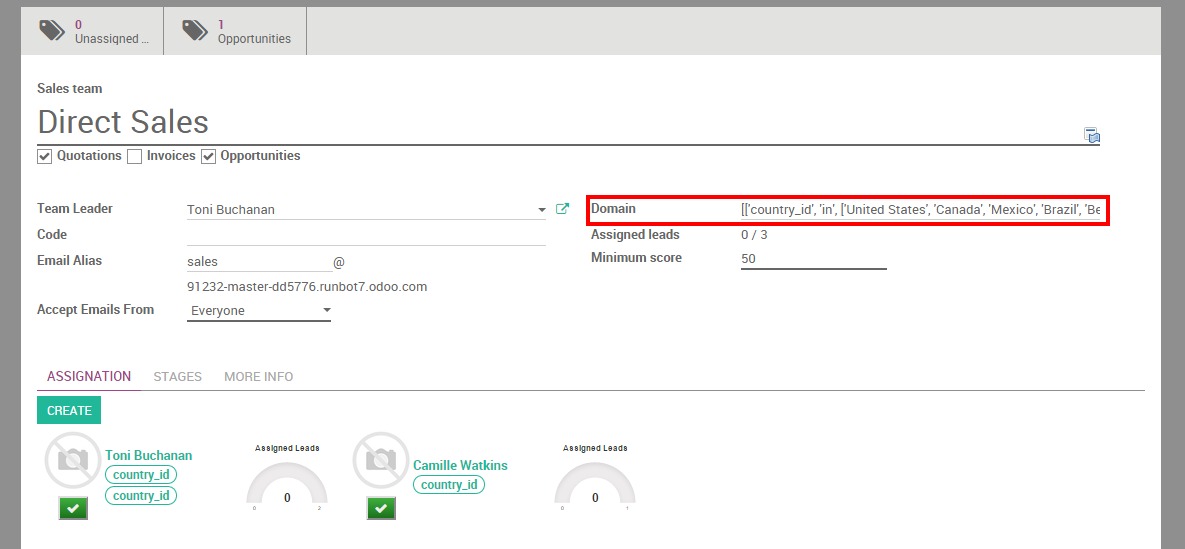 0
Unassigned ...
1
Opportunities
Sales team
Direct Sales
Quotations Invoices Opportunities
Team Leader Toni Buchanan
Domain [['country_id', 'in', ['United States', 'Canada', 'Mexico', 'Brazil', 'Be
Code
Assigned leads 0 / 3
Email Alias sales @
Minimum score 50
91232-master-dd5776.runbot7.odoo.com
Accept Emails From Everyone
ASSIGNATION STAGES MORE INFO
CREATE
Toni Buchanan
country_id
country_id
Assigned Leads
0
0 2
Camille Watkins
country_id
Assigned Leads
0
0 1